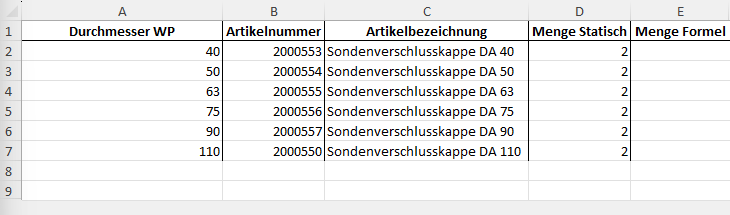 A B C D E
1 Durchmesser WP Artikelnummer Artikelbezeichnung Menge Statisch Menge Formel
2 40 2000553 Sondenverschlusskappe DA 40 2
3 50 2000554 Sondenverschlusskappe DA 50 2
4 63 2000555 Sondenverschlusskappe DA 63 2
5 75 2000556 Sondenverschlusskappe DA 75 2
6 90 2000557 Sondenverschlusskappe DA 90 2
7 110 2000550 Sondenverschlusskappe DA 110 2
8
9